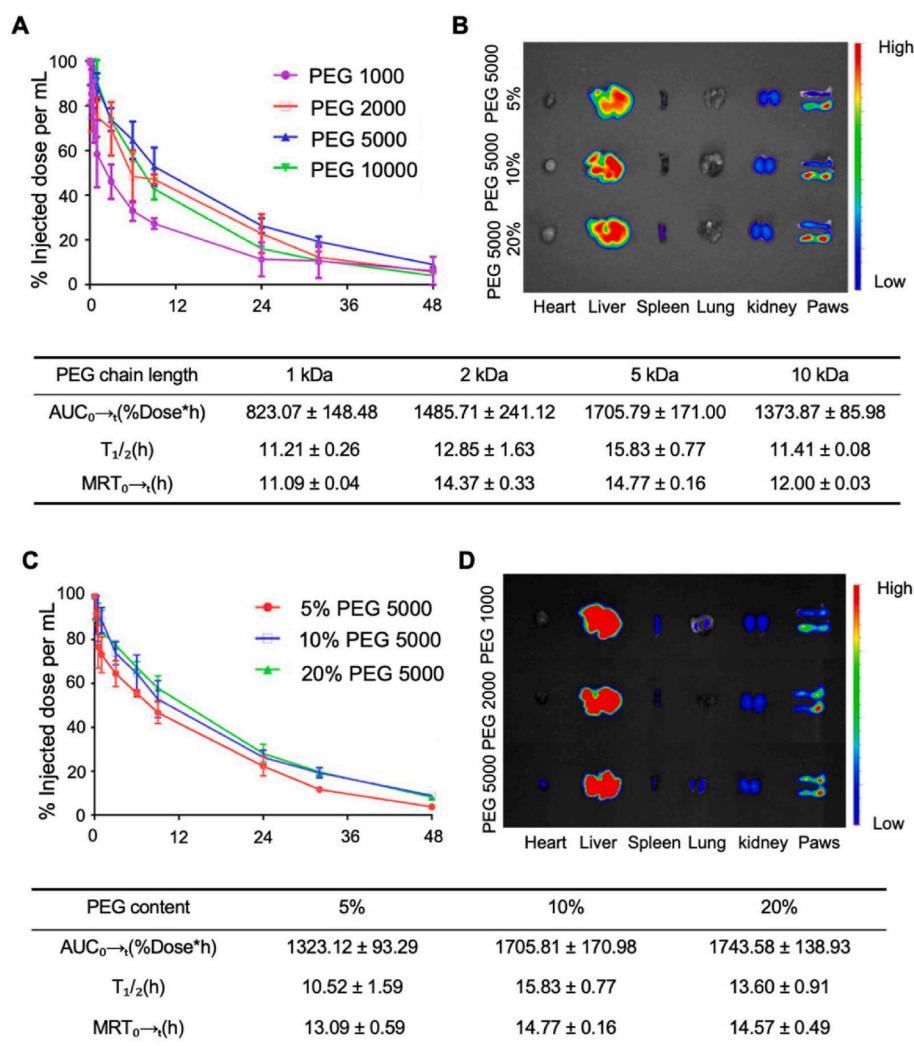 A
% Injected dose per mL
100
80
60
40
20
0
0 12 24 36 48
PEG 1000
PEG 2000
PEG 5000
PEG 10000
B
PEG 5000 5%
PEG 5000 10%
PEG 5000 20%
Heart Liver Spleen Lung kidney Paws
High
Low
PEG chain length 1 kDa 2 kDa 5 kDa 10 kDa
AUC₀→ₜ(%Dose*h) 823.07 ± 148.48 1485.71 ± 241.12 1705.79 ± 171.00 1373.87 ± 85.98
T₁/₂(h) 11.21 ± 0.26 12.85 ± 1.63 15.83 ± 0.77 11.41 ± 0.08
MRT₀→ₜ(h) 11.09 ± 0.04 14.37 ± 0.33 14.77 ± 0.16 12.00 ± 0.03
C
% Injected dose per mL
100
80
60
40
20
0
0 12 24 36 48
5% PEG 5000
10% PEG 5000
20% PEG 5000
D
PEG 1000
PEG 2000
PEG 5000
Heart Liver Spleen Lung kidney Paws
High
Low
PEG content 5% 10% 20%
AUC₀→ₜ(%Dose*h) 1323.12 ± 93.29 1705.81 ± 170.98 1743.58 ± 138.93
T₁/₂(h) 10.52 ± 1.59 15.83 ± 0.77 13.60 ± 0.91
MRT₀→ₜ(h) 13.09 ± 0.59 14.77 ± 0.16 14.57 ± 0.49